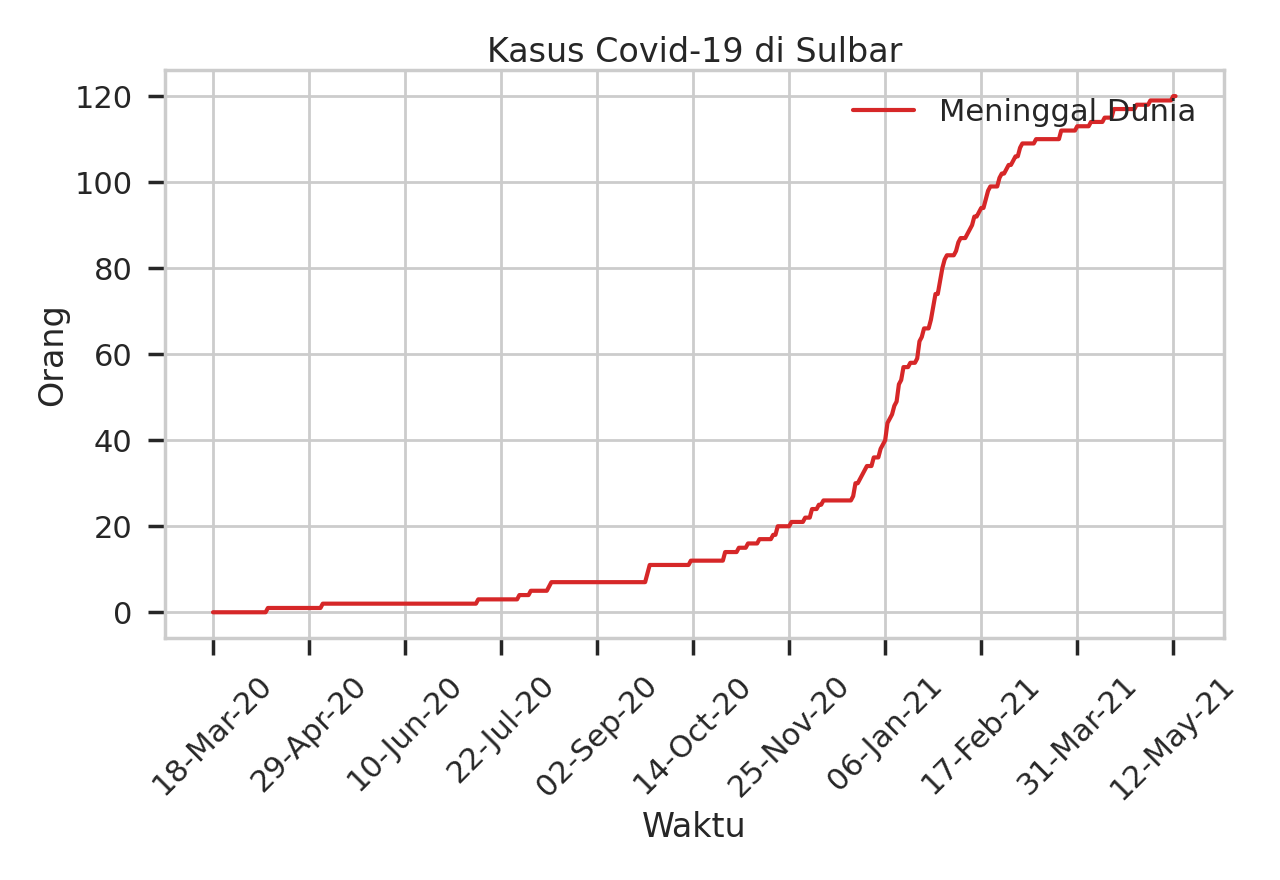 Kasus Covid-19 di Sulbar
Meninggal Dunia
Orang
120
100
80
60
40
20
0
18-Mar-20
29-Apr-20
10-Jun-20
22-Jul-20
02-Sep-20
14-Oct-20
25-Nov-20
06-Jan-21
17-Feb-21
31-Mar-21
12-May-21
Waktu